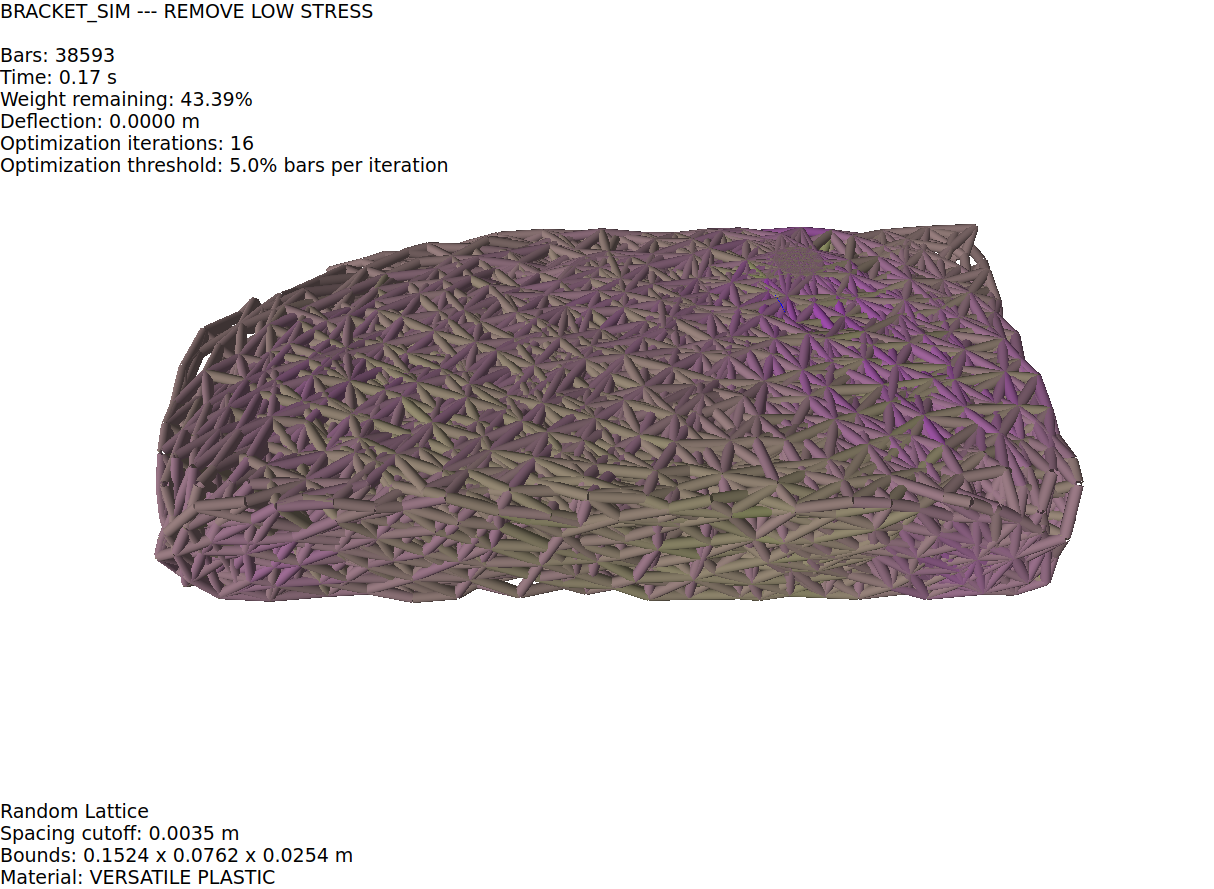 BRACKET_SIM --- REMOVE LOW STRESS
Bars: 38593
Time: 0.17 s
Weight remaining: 43.39%
Deflection: 0.0000 m
Optimization iterations: 16
Optimization threshold: 5.0% bars per iteration
Random Lattice
Spacing cutoff: 0.0035 m
Bounds: 0.1524 x 0.0762 x 0.0254 m
Material: VERSATILE PLASTIC